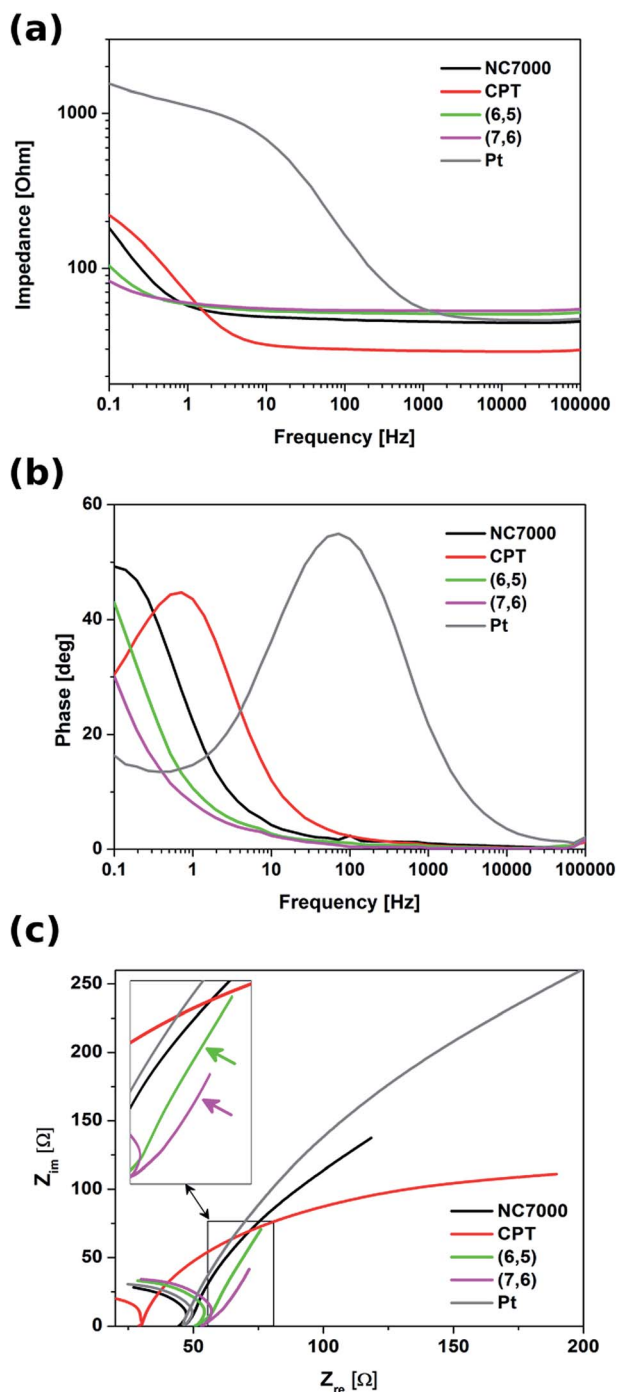 (a)
1000
100
Impedance [Ohm]
NC7000
CPT
(6,5)
(7,6)
Pt
0.1 1 10 100 1000 10000 100000
Frequency [Hz]
(b)
60
40
20
0
Phase [deg]
NC7000
CPT
(6,5)
(7,6)
Pt
0.1 1 10 100 1000 10000 100000
Frequency [Hz]
(c)
250
200
150
100
50
0
Z_im [Ω]
NC7000
CPT
(6,5)
(7,6)
Pt
50 100 150 200
Z_re [Ω]